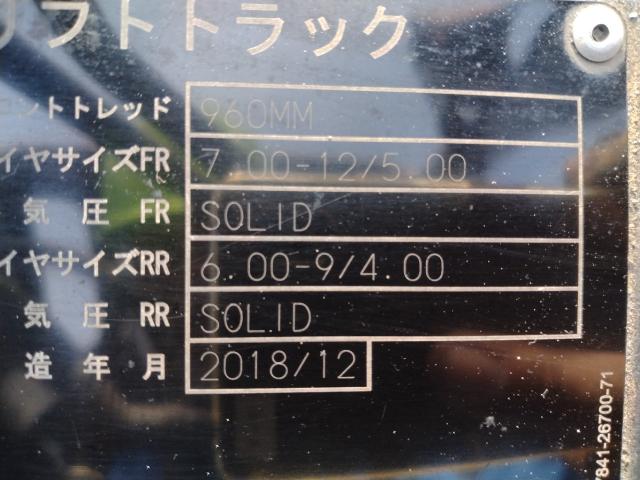 リフトトラック
ロントトレッド 960MM
イヤサイズFR 7.00-12/5.00
気圧 FR SOLID
イヤサイズRR 6.00-9/4.00
気圧 RR SOLID
造年月 2018/12
7841-26700-71